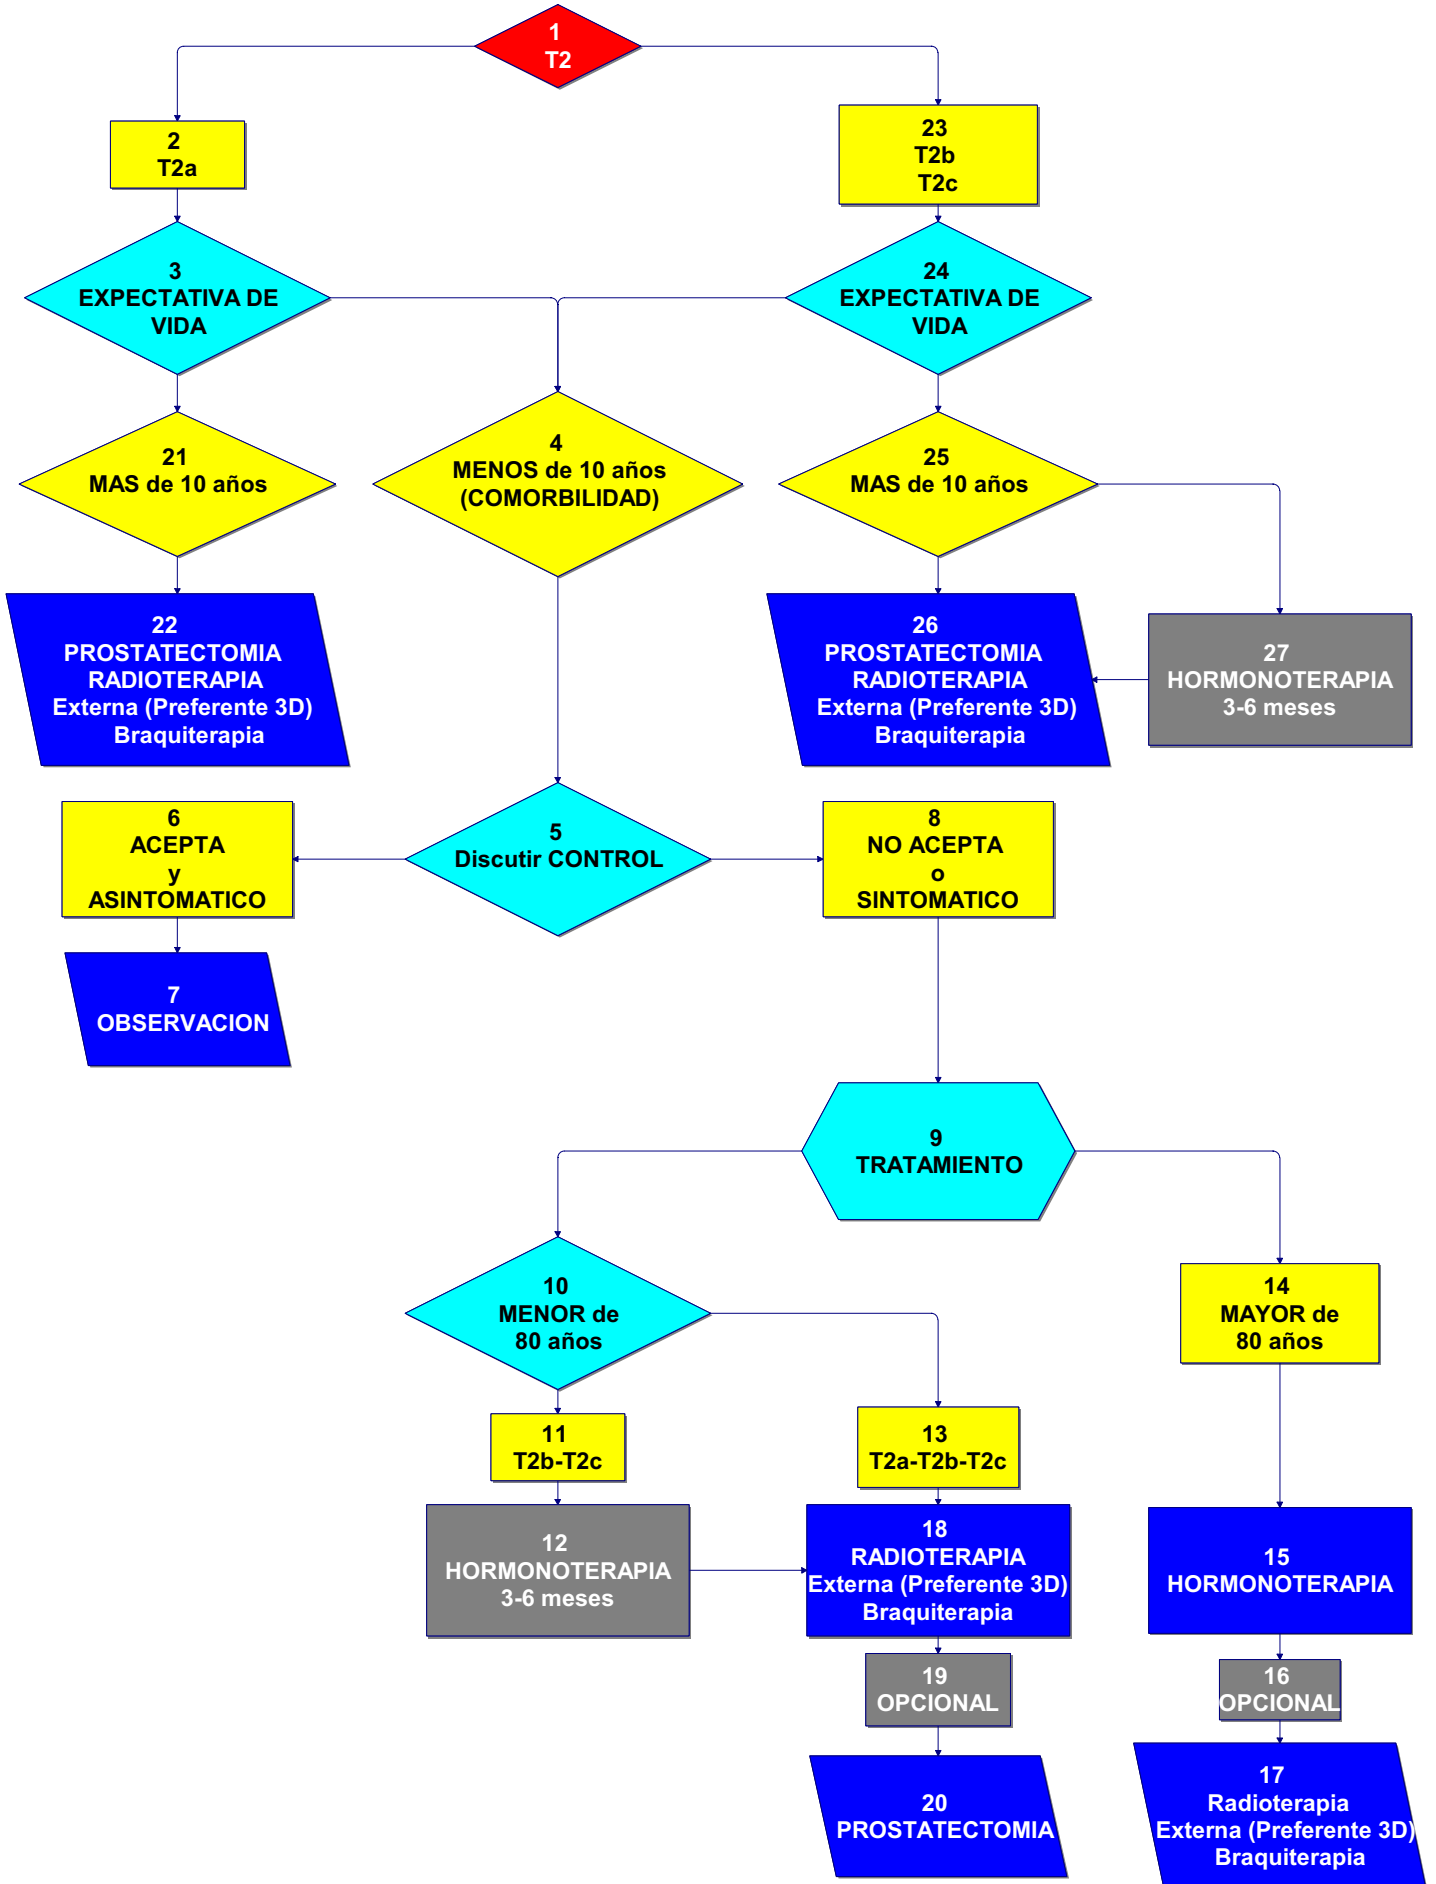 1
T2
2
T2a
23
T2b
T2c
3
EXPECTATIVA DE
VIDA
24
EXPECTATIVA DE
VIDA
21
MAS de 10 años
4
MENOS de 10 años
(COMORBILIDAD)
25
MAS de 10 años
22
PROSTATECTOMIA
RADIOTERAPIA
Externa (Preferente 3D)
Braquiterapia
26
PROSTATECTOMIA
RADIOTERAPIA
Externa (Preferente 3D)
Braquiterapia
27
HORMONOTERAPIA
3-6 meses
6
ACEPTA
y
ASINTOMATICO
5
Discutir CONTROL
8
NO ACEPTA
o
SINTOMATICO
7
OBSERVACION
9
TRATAMIENTO
10
MENOR de
80 años
14
MAYOR de
80 años
11
T2b-T2c
13
T2a-T2b-T2c
12
HORMONOTERAPIA
3-6 meses
18
RADIOTERAPIA
Externa (Preferente 3D)
Braquiterapia
15
HORMONOTERAPIA
19
OPCIONAL
16
OPCIONAL
20
PROSTATECTOMIA
17
Radioterapia
Externa (Preferente 3D)
Braquiterapia